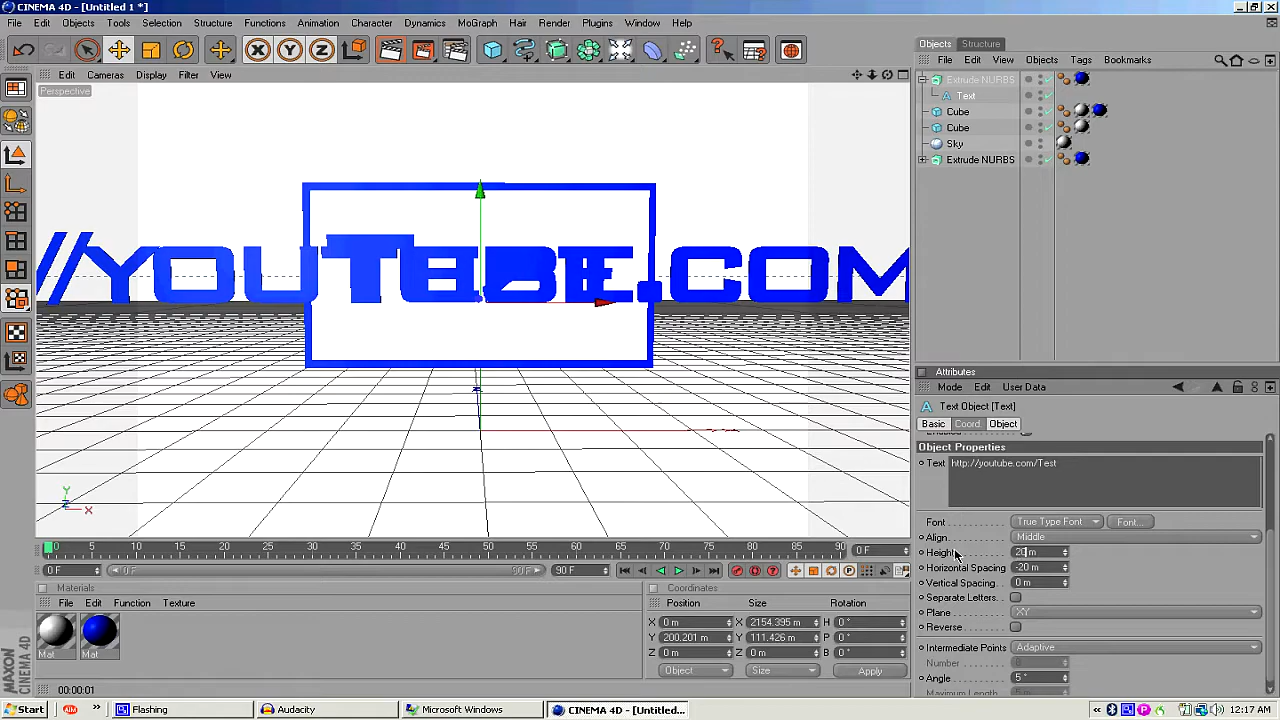 CINEMA 4D - [Untitled 1 *]
File Edit Objects Tools Selection Structure Functions Animation Character Dynamics MoGraph Hair Render Plugins Window Help
X Y Z
Edit Cameras Display Filter View
Perspective
//YOUTUBE.COM
Y
Z X
0 5 10 15 20 25 30 35 40 45 50 55 60 65 70 75 80 85 90
0 F
0 F 0 F 90 F 90 F
Materials
File Edit Function Texture
Mat Mat
Coordinates
Position Size Rotation
X 0 m X 2154.395 m H 0 °
Y 200.201 m Y 111.426 m P 0 °
Z 0 m Z 0 m B 0 °
Object Size Apply
MAXON
CINEMA 4D
00:00:01
Objects Structure
File Edit View Objects Tags Bookmarks
Extrude NURBS
Text
Cube
Cube
Sky
Extrude NURBS
Attributes
Mode Edit User Data
Text Object [Text]
Basic Coord Object
Object Properties
Text http://youtube.com/Test
Font True Type Font Font...
Align Middle
Height 20 m
Horizontal Spacing -20 m
Vertical Spacing 0 m
Separate Letters
Plane XY
Reverse
Intermediate Points Adaptive
Number 8
Angle 5 °
Maximum Length 5 m
Start AIM » Flashing Audacity Microsoft Windows CINEMA 4D - [Untitled... « 12:17 AM